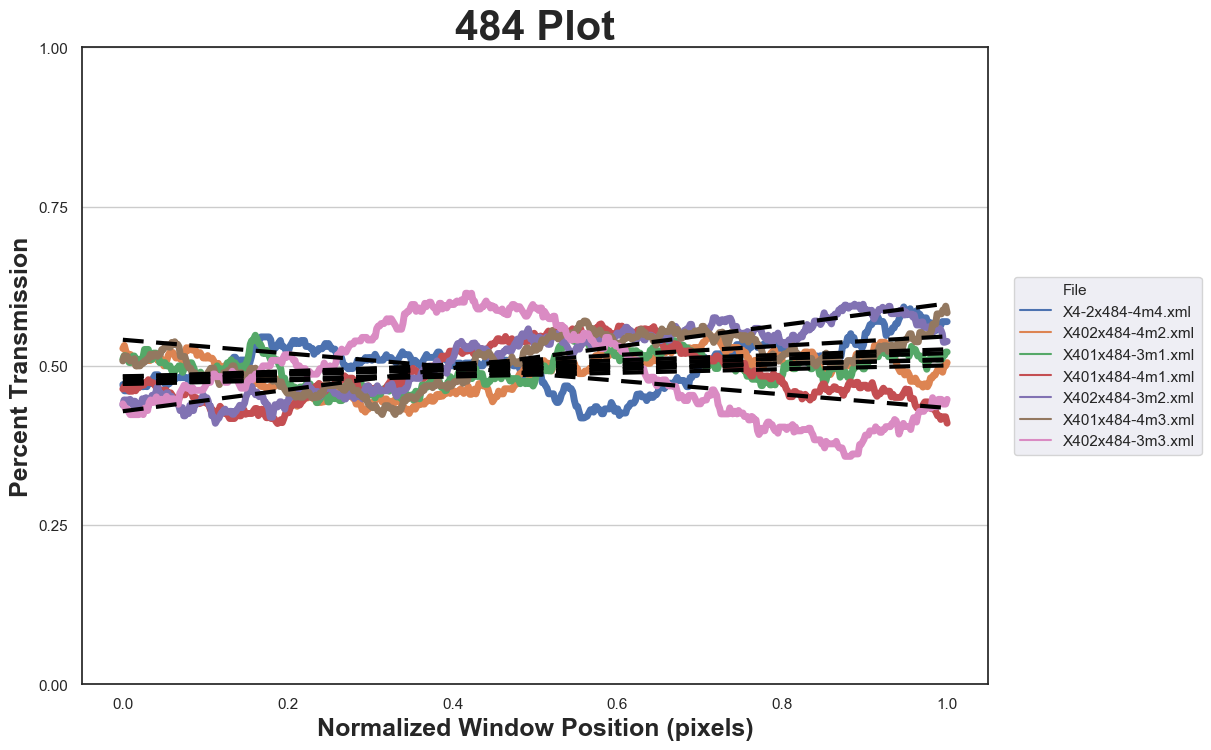 484 Plot
1.00
0.75
0.50
0.25
0.00
Percent Transmission
0.0 0.2 0.4 0.6 0.8 1.0
Normalized Window Position (pixels)
File
X4-2x484-4m4.xml
X402x484-4m2.xml
X401x484-3m1.xml
X401x484-4m1.xml
X402x484-3m2.xml
X401x484-4m3.xml
X402x484-3m3.xml